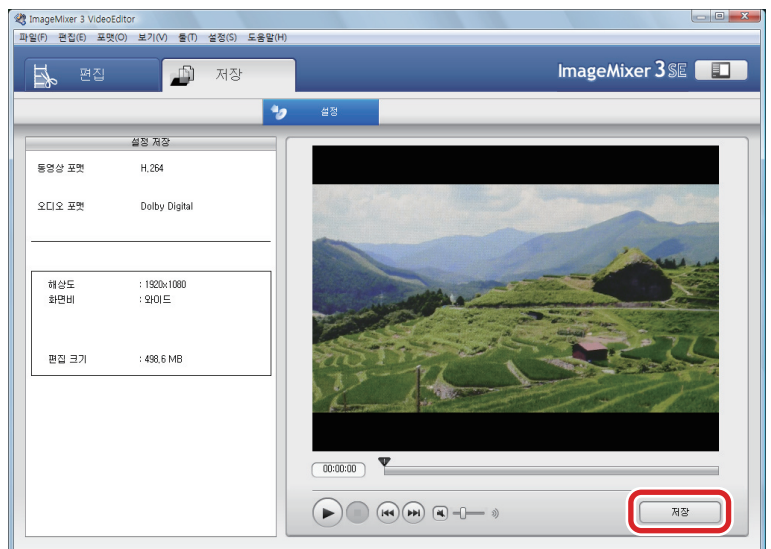 ImageMixer 3 VideoEditor
파일(F) 편집(E) 포맷(O) 보기(V) 툴(T) 설정(S) 도움말(H)
편집
저장
ImageMixer 3 SE
설정
설정 저장
동영상 포맷 H.264
오디오 포맷 Dolby Digital
해상도 : 1920x1080
화면비 : 와이드
편집 크기 : 498.6 MB
00:00:00
저장